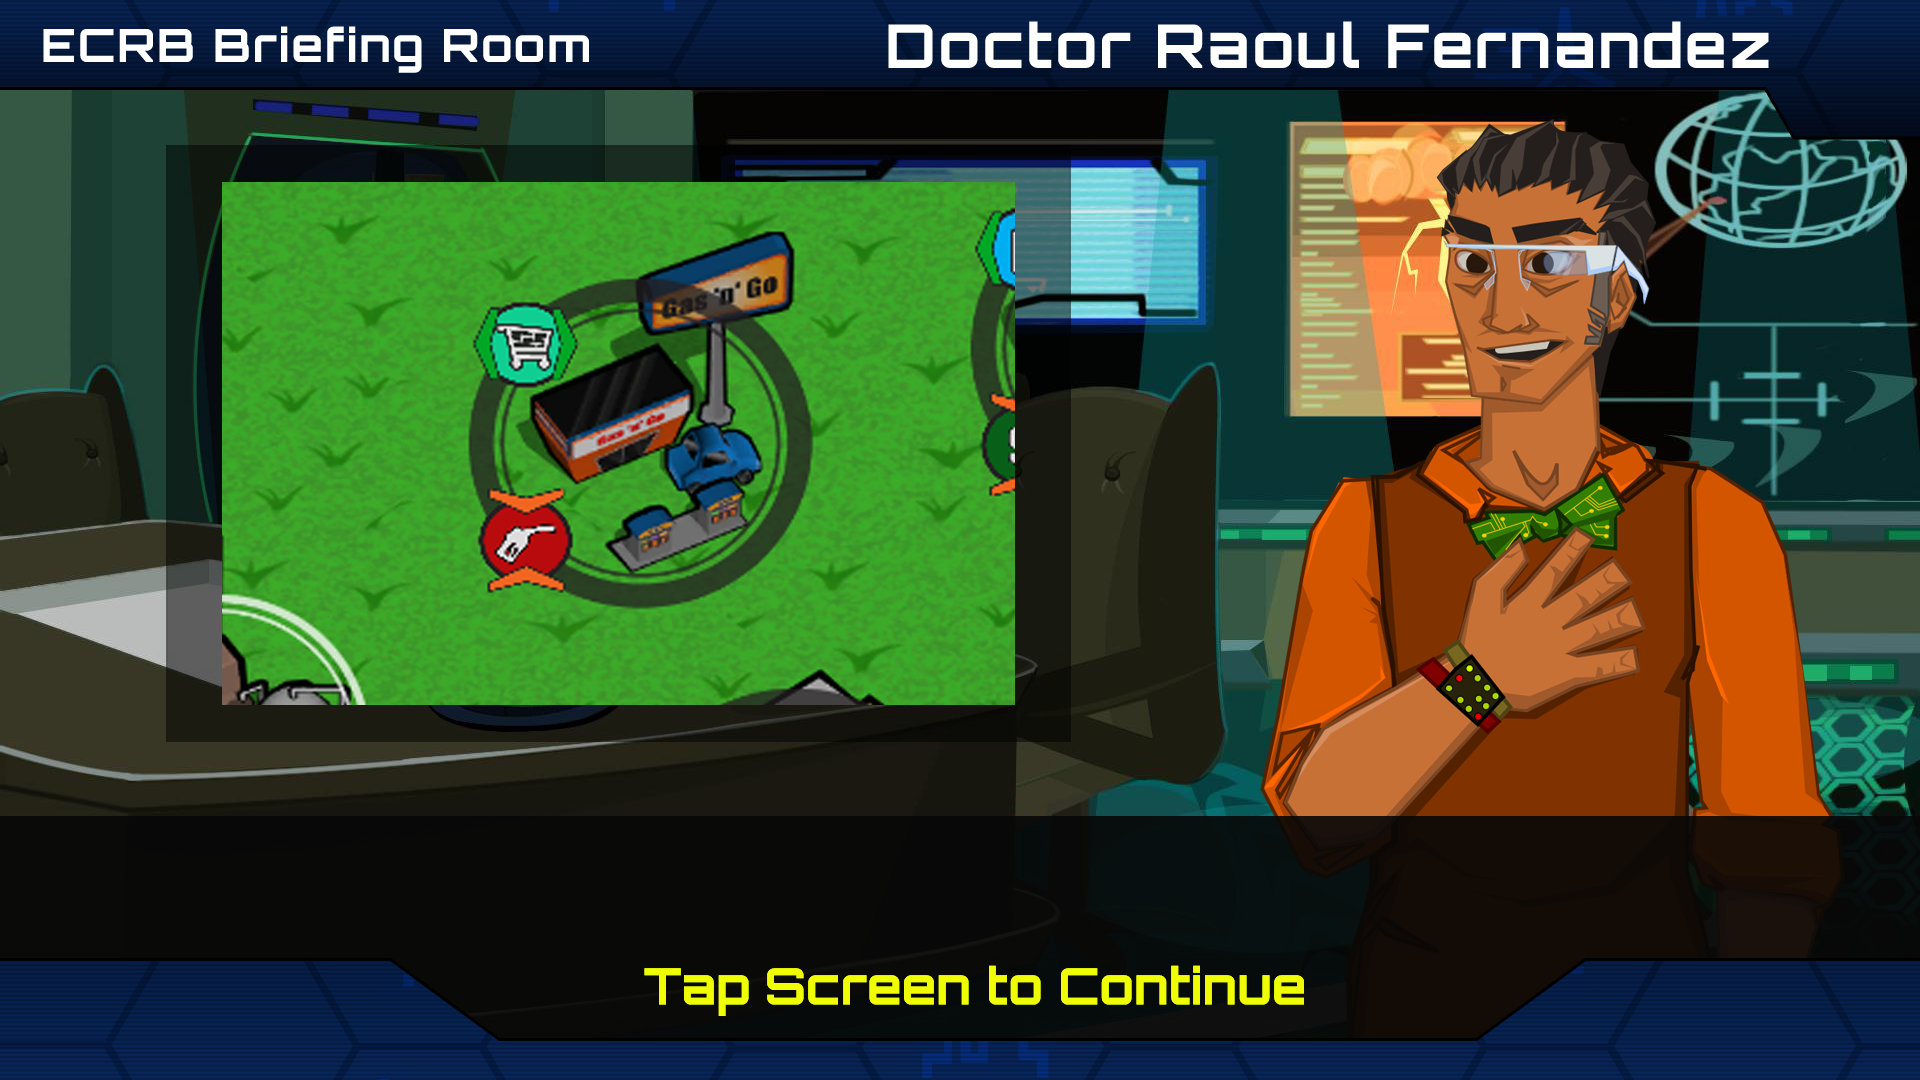 ECRB Briefing Room
Doctor Raoul Fernandez
Gas 'n' Go
Gas 'n' Go
Tap Screen to Continue